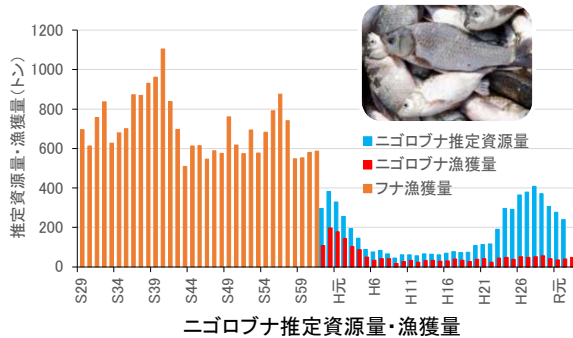 1200
1000
800
600
400
200
0
推定資源量・漁獲量(トン)
ニゴロブナ推定資源量
ニゴロブナ漁獲量
フナ漁獲量
S29
S34
S39
S44
S49
S54
S59
H元
H6
H11
H16
H21
H26
R元
ニゴロブナ推定資源量・漁獲量